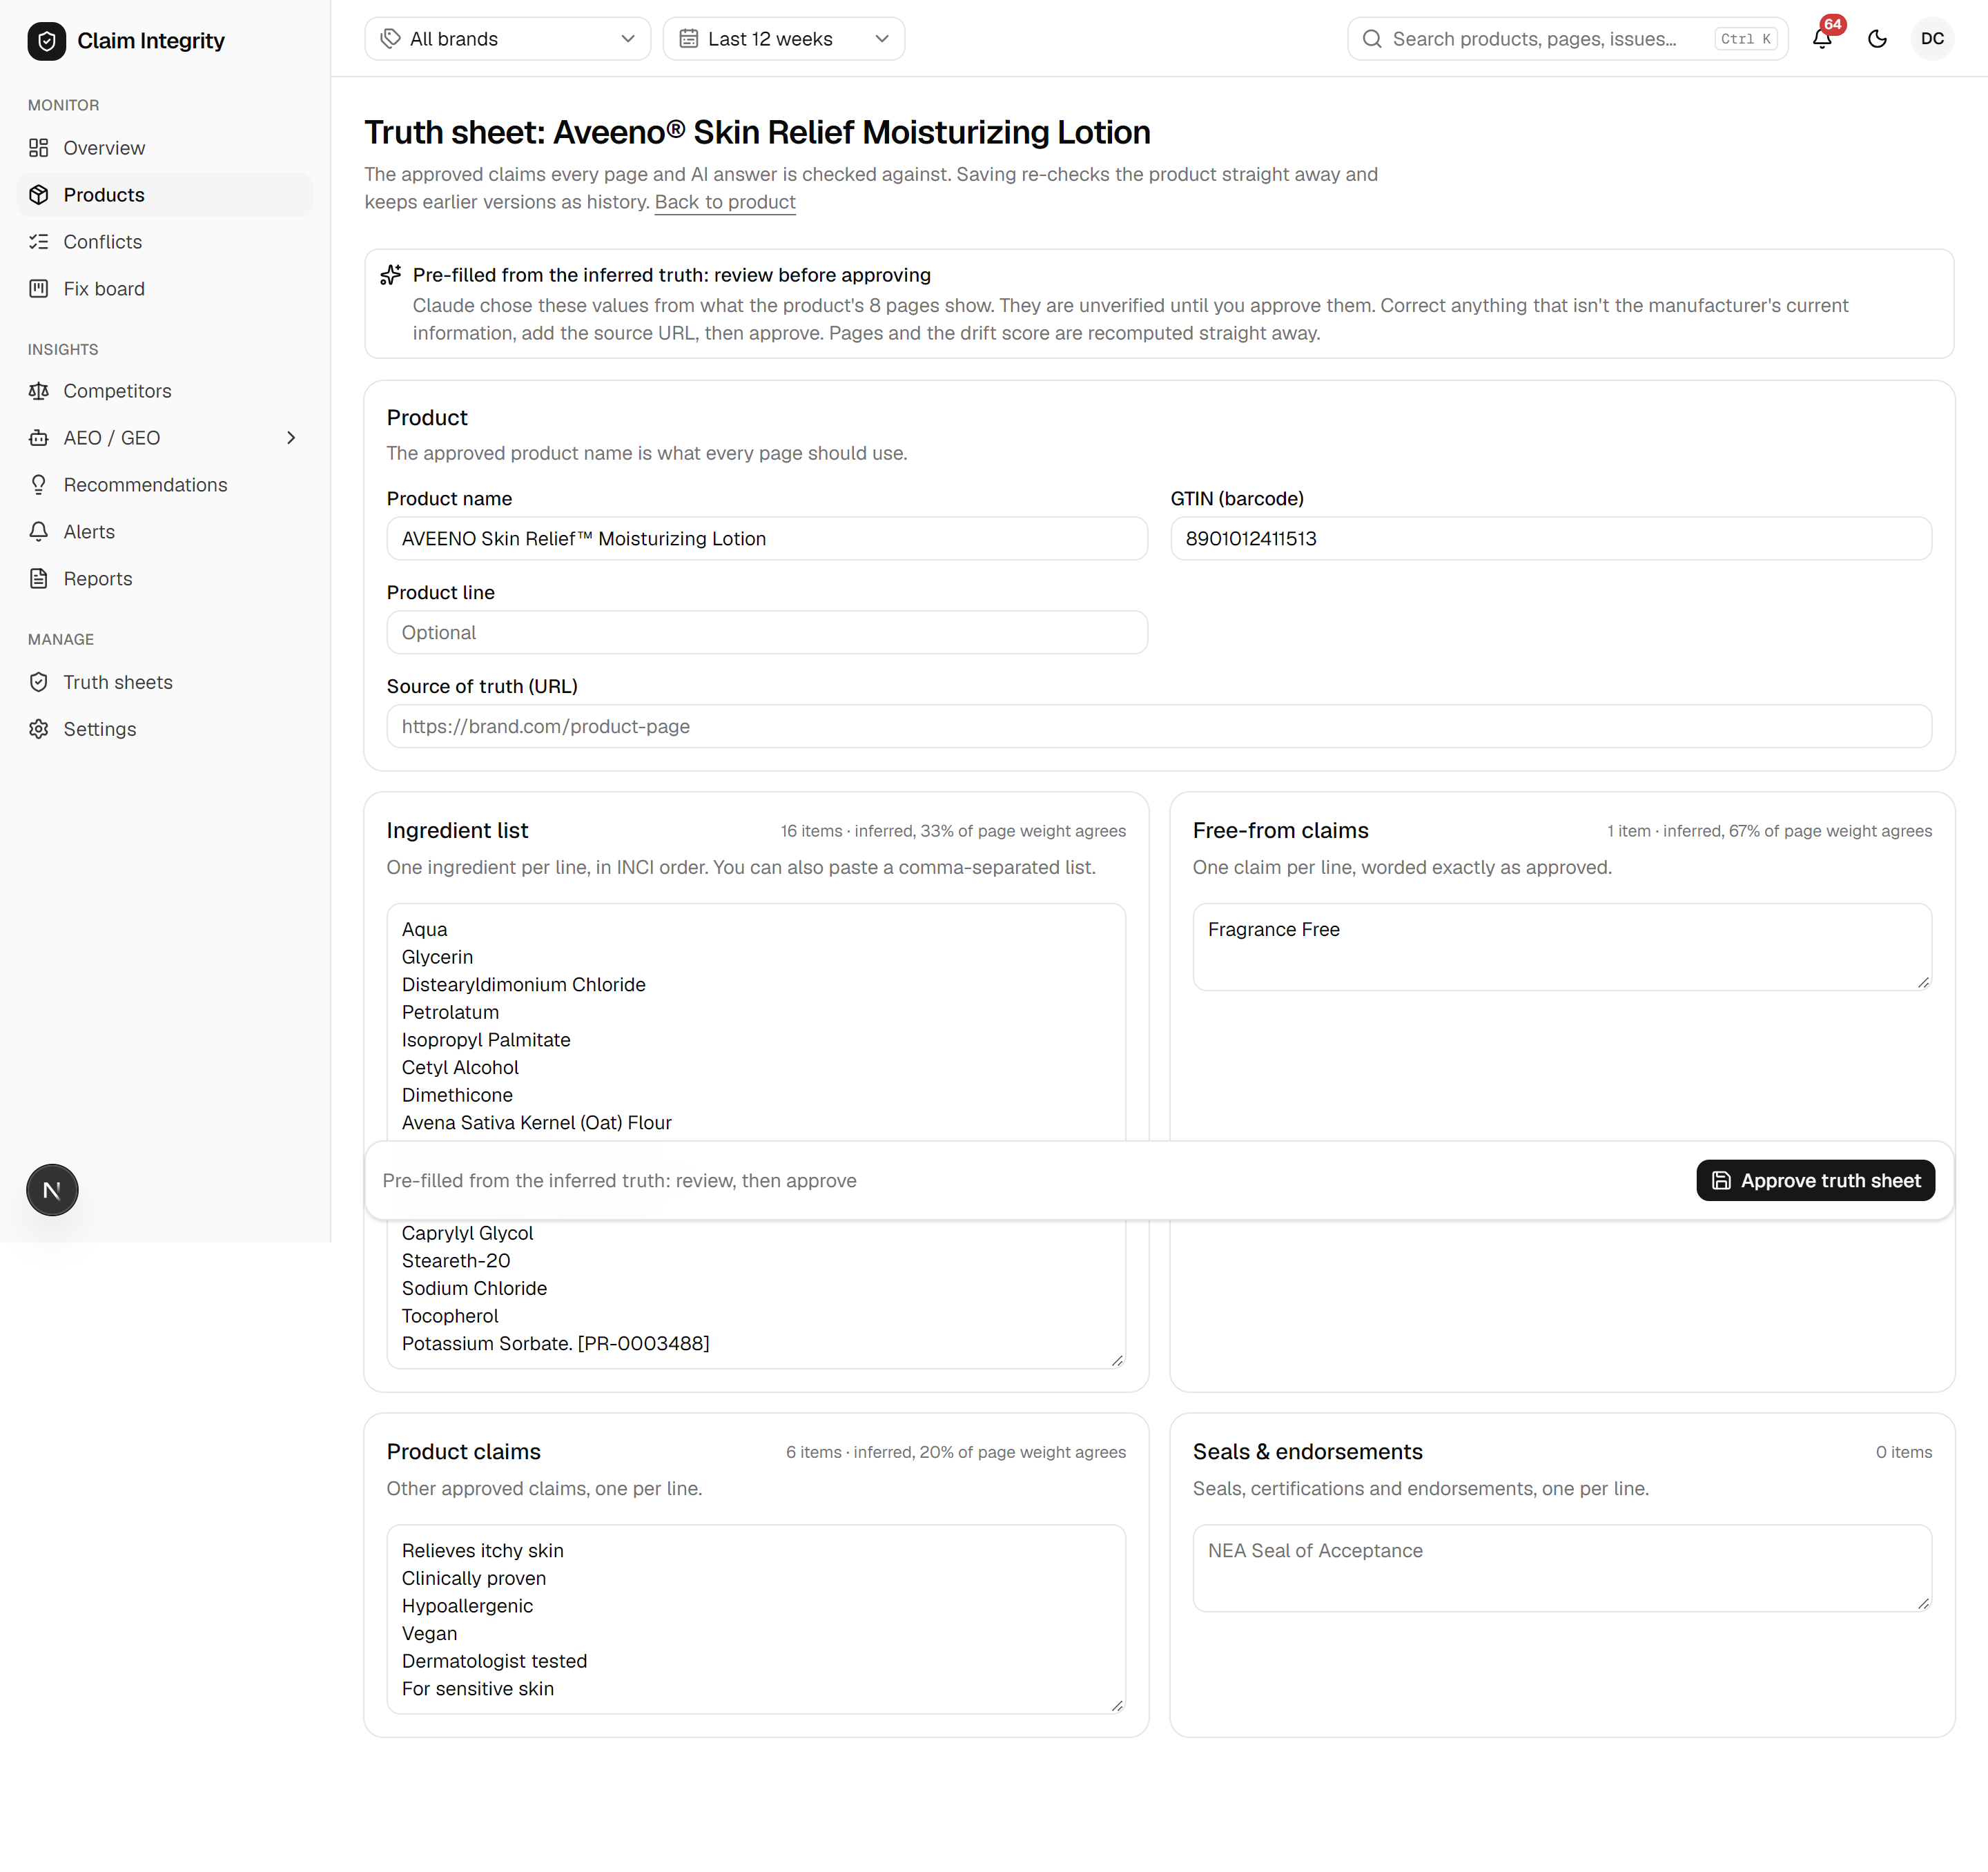 Claim Integrity
All brands
Last 12 weeks
Search products, pages, issues...
Ctrl K
64
DC
MONITOR
Overview
Products
Conflicts
Fix board
INSIGHTS
Competitors
AEO / GEO
Recommendations
Alerts
Reports
MANAGE
Truth sheets
Settings
N
Truth sheet: Aveeno® Skin Relief Moisturizing Lotion
The approved claims every page and AI answer is checked against. Saving re-checks the product straight away and
keeps earlier versions as history. Back to product
Pre-filled from the inferred truth: review before approving
Claude chose these values from what the product's 8 pages show. They are unverified until you approve them. Correct anything that isn't the manufacturer's current
information, add the source URL, then approve. Pages and the drift score are recomputed straight away.
Product
The approved product name is what every page should use.
Product name
AVEENO Skin Relief™ Moisturizing Lotion
GTIN (barcode)
8901012411513
Product line
Optional
Source of truth (URL)
https://brand.com/product-page
Ingredient list
16 items · inferred, 33% of page weight agrees
One ingredient per line, in INCI order. You can also paste a comma-separated list.
Aqua
Glycerin
Distearyldimonium Chloride
Petrolatum
Isopropyl Palmitate
Cetyl Alcohol
Dimethicone
Avena Sativa Kernel (Oat) Flour
Free-from claims
1 item · inferred, 67% of page weight agrees
One claim per line, worded exactly as approved.
Fragrance Free
Pre-filled from the inferred truth: review, then approve
Approve truth sheet
Caprylyl Glycol
Steareth-20
Sodium Chloride
Tocopherol
Potassium Sorbate. [PR-0003488]
Product claims
6 items · inferred, 20% of page weight agrees
Other approved claims, one per line.
Relieves itchy skin
Clinically proven
Hypoallergenic
Vegan
Dermatologist tested
For sensitive skin
Seals & endorsements
0 items
Seals, certifications and endorsements, one per line.
NEA Seal of Acceptance